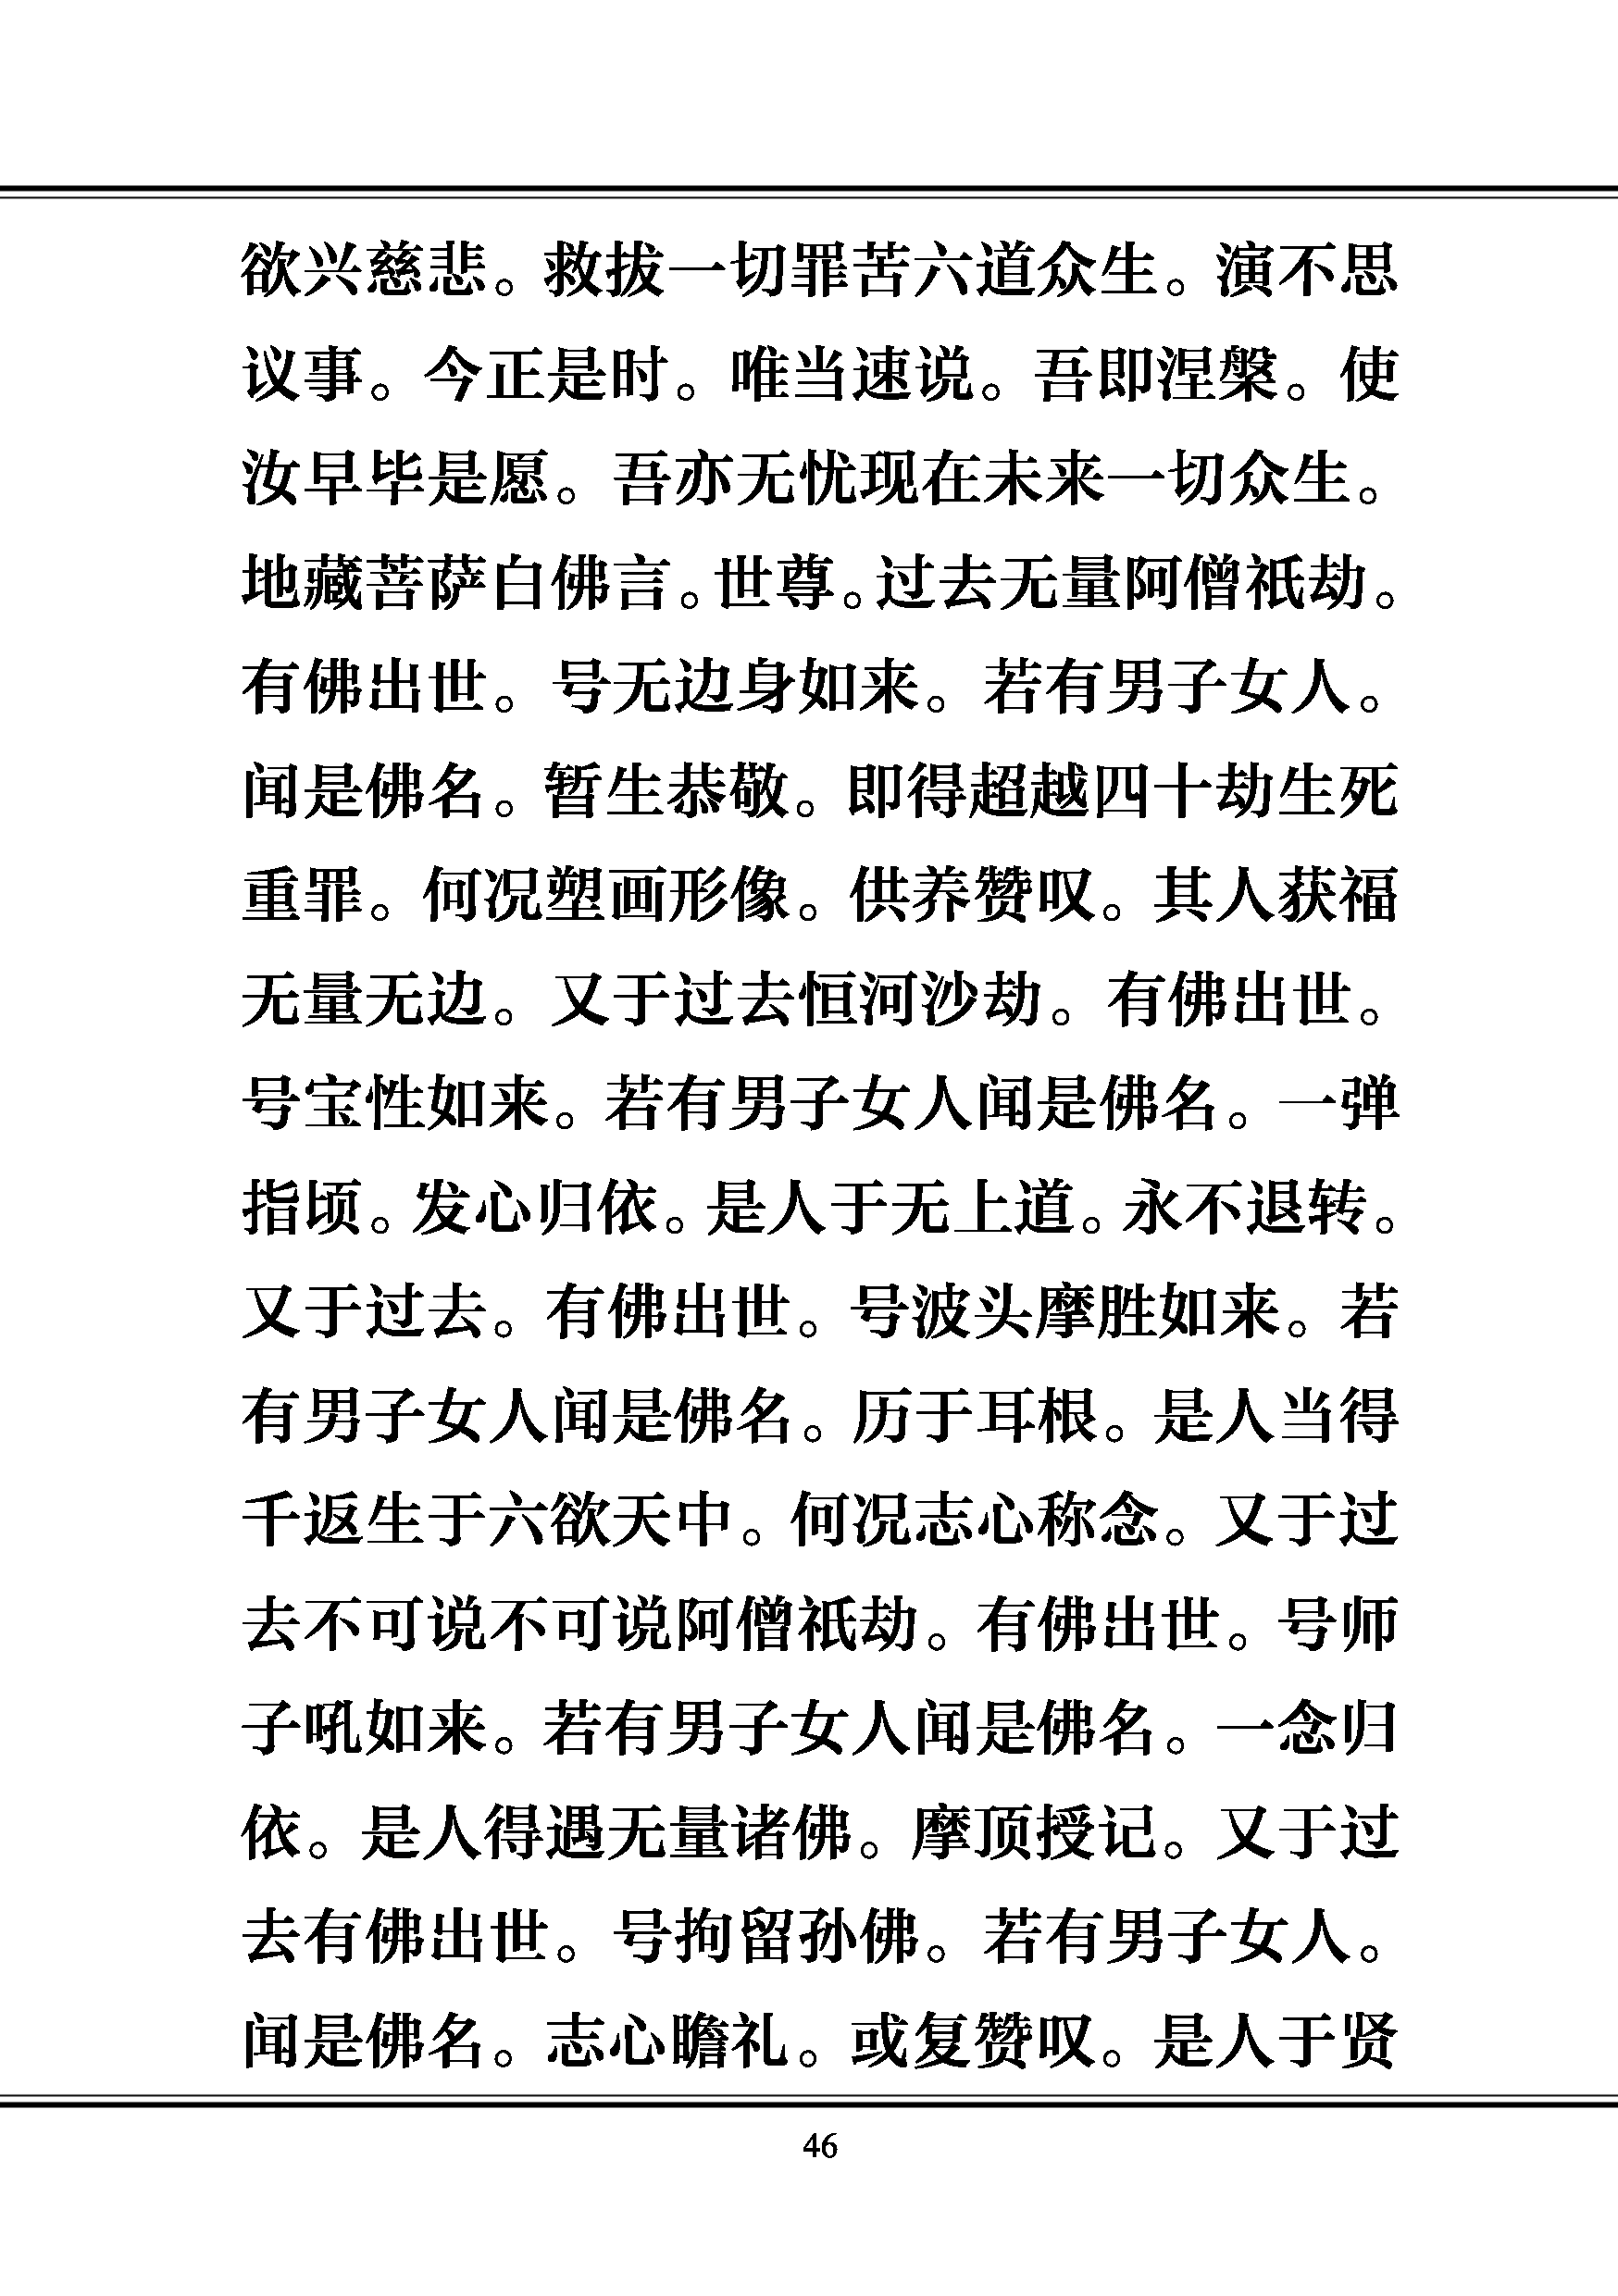 欲兴慈悲。救拔一切罪苦六道众生。演不思
议事。今正是时。唯当速说。吾即涅槃。使
汝早毕是愿。吾亦无忧现在未来一切众生。
地藏菩萨白佛言。世尊。过去无量阿僧祇劫。
有佛出世。号无边身如来。若有男子女人。
闻是佛名。暂生恭敬。即得超越四十劫生死
重罪。何况塑画形像。供养赞叹。其人获福
无量无边。又于过去恒河沙劫。有佛出世。
号宝性如来。若有男子女人闻是佛名。一弹
指顷。发心归依。是人于无上道。永不退转。
又于过去。有佛出世。号波头摩胜如来。若
有男子女人闻是佛名。历于耳根。是人当得
千返生于六欲天中。何况志心称念。又于过
去不可说不可说阿僧祇劫。有佛出世。号师
子吼如来。若有男子女人闻是佛名。一念归
依。是人得遇无量诸佛。摩顶授记。又于过
去有佛出世。号拘留孙佛。若有男子女人。
闻是佛名。志心瞻礼。或复赞叹。是人于贤
46